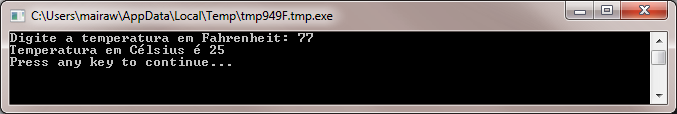 C:\Users\mairaw\AppData\Local\Temp\tmp949F.tmp.exe
Digite a temperatura em Fahrenheit: 77
Temperatura em Célsius é 25
Press any key to continue...